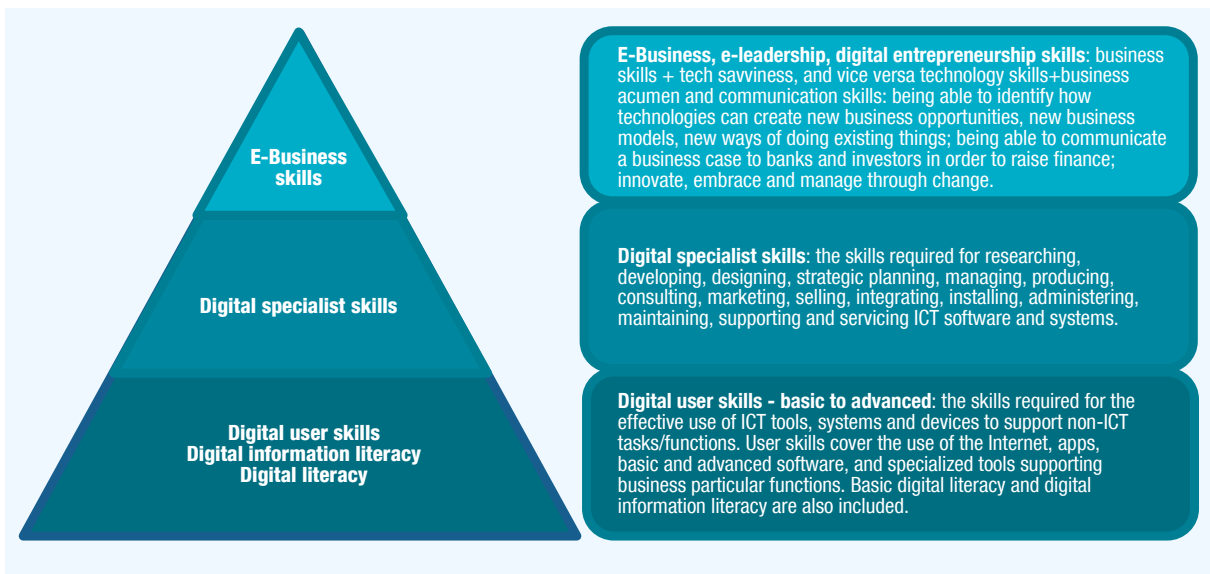 E-Business
skills
Digital specialist skills
Digital user skills
Digital information literacy
Digital literacy
E-Business, e-leadership, digital entrepreneurship skills: business
skills + tech savviness, and vice versa technology skills+business
acumen and communication skills: being able to identify how
technologies can create new business opportunities, new business
models, new ways of doing existing things; being able to communicate
a business case to banks and investors in order to raise finance;
innovate, embrace and manage through change.
Digital specialist skills: the skills required for researching,
developing, designing, strategic planning, managing, producing,
consulting, marketing, selling, integrating, installing, administering,
maintaining, supporting and servicing ICT software and systems.
Digital user skills - basic to advanced: the skills required for the
effective use of ICT tools, systems and devices to support non-ICT
tasks/functions. User skills cover the use of the Internet, apps,
basic and advanced software, and specialized tools supporting
business particular functions. Basic digital literacy and digital
information literacy are also included.